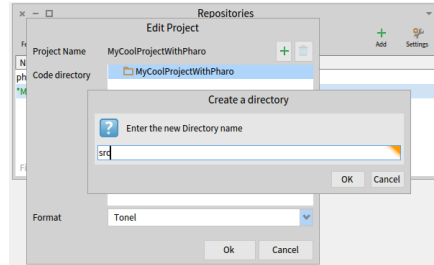 Repositories
Edit Project
Project Name
MyCoolProjectWithPharo
Add
Settings
Code directory
MyCoolProjectWithPharo
Create a directory
Enter the new Directory name
src
OK
Cancel
Format
Tonel
Ok
Cancel